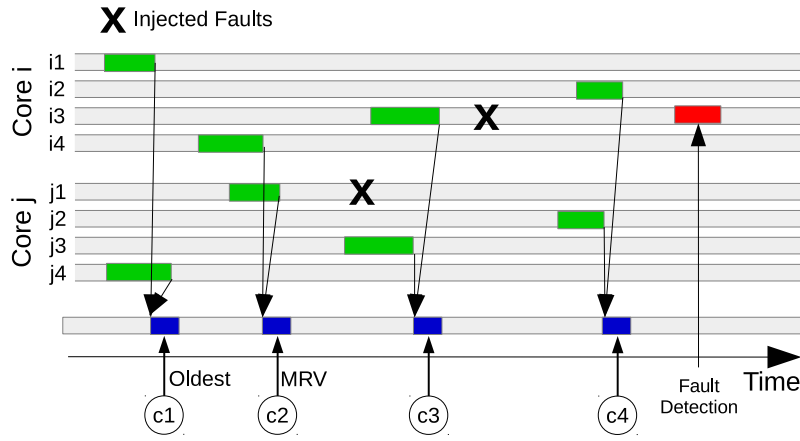 X Injected Faults
Core i
i1
i2
i3
X
i4
Core j
j1
X
j2
j3
j4
Oldest
MRV
Time
Fault
Detection
c1
c2
c3
c4